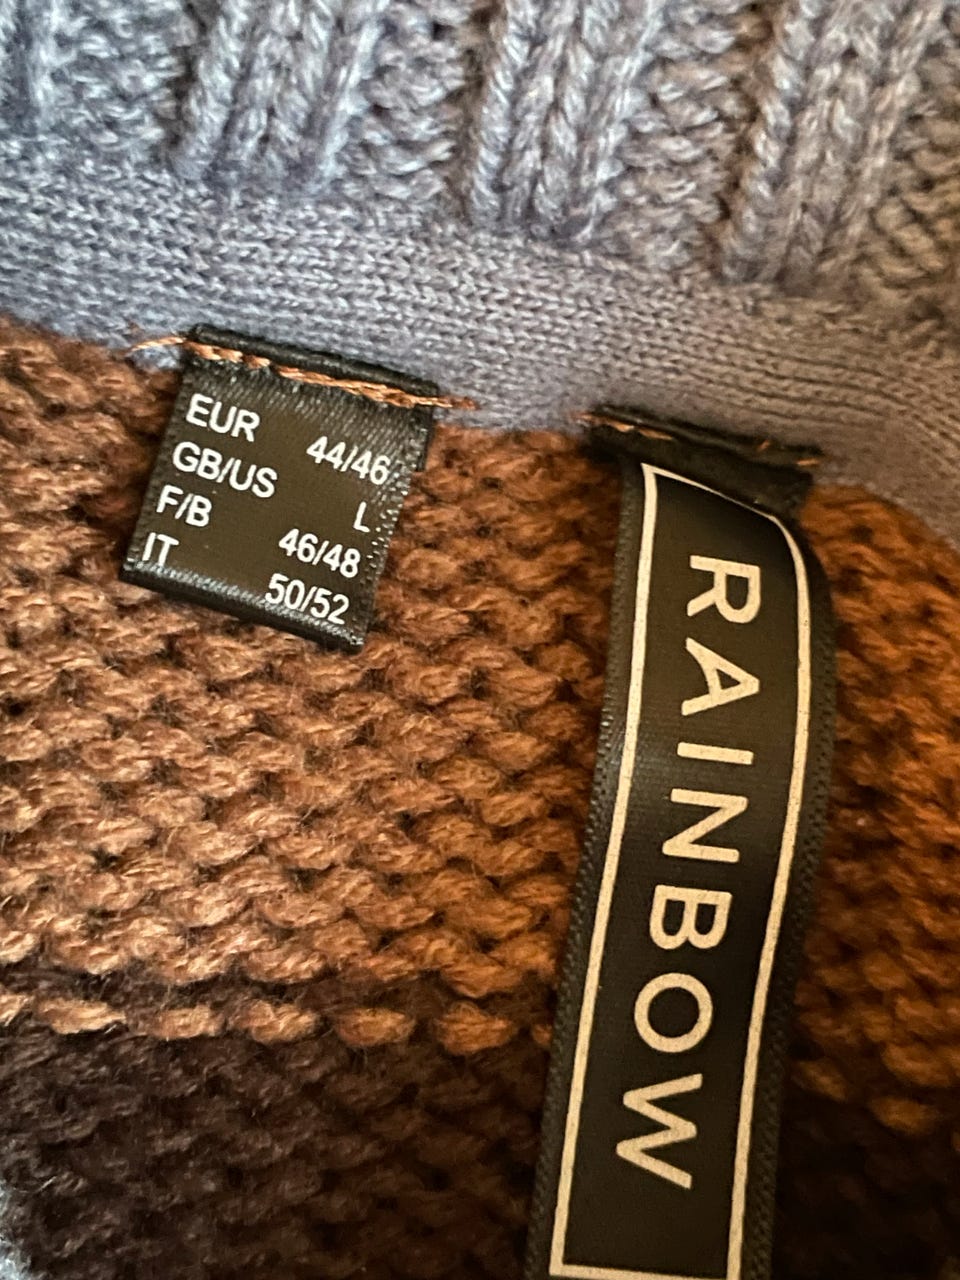 EUR 44/46
GB/US L
F/B 46/48
IT 50/52
RAINBOW